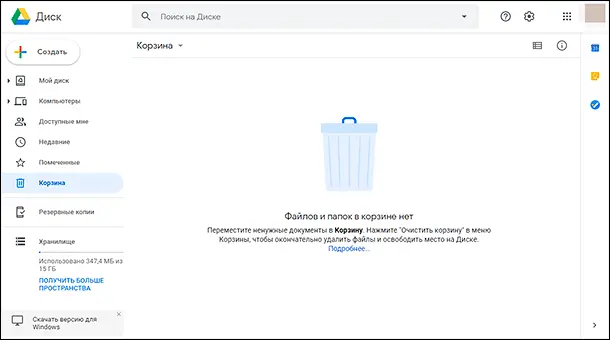 Диск
Поиск на Диске
Создать
Корзина
Мой диск
Компьютеры
Доступные мне
Недавние
Помеченные
Корзина
Резервные копии
Хранилище
Использовано 347,4 МБ из
15 ГБ
ПОЛУЧИТЬ БОЛЬШЕ
ПРОСТРАНСТВА
Скачать версию для
Windows
Файлов и папок в корзине нет
Переместите ненужные документы в Корзину. Нажмите "Очистить корзину" в меню
Корзины, чтобы окончательно удалить файлы и освободить место на Диске.
Подробнее...